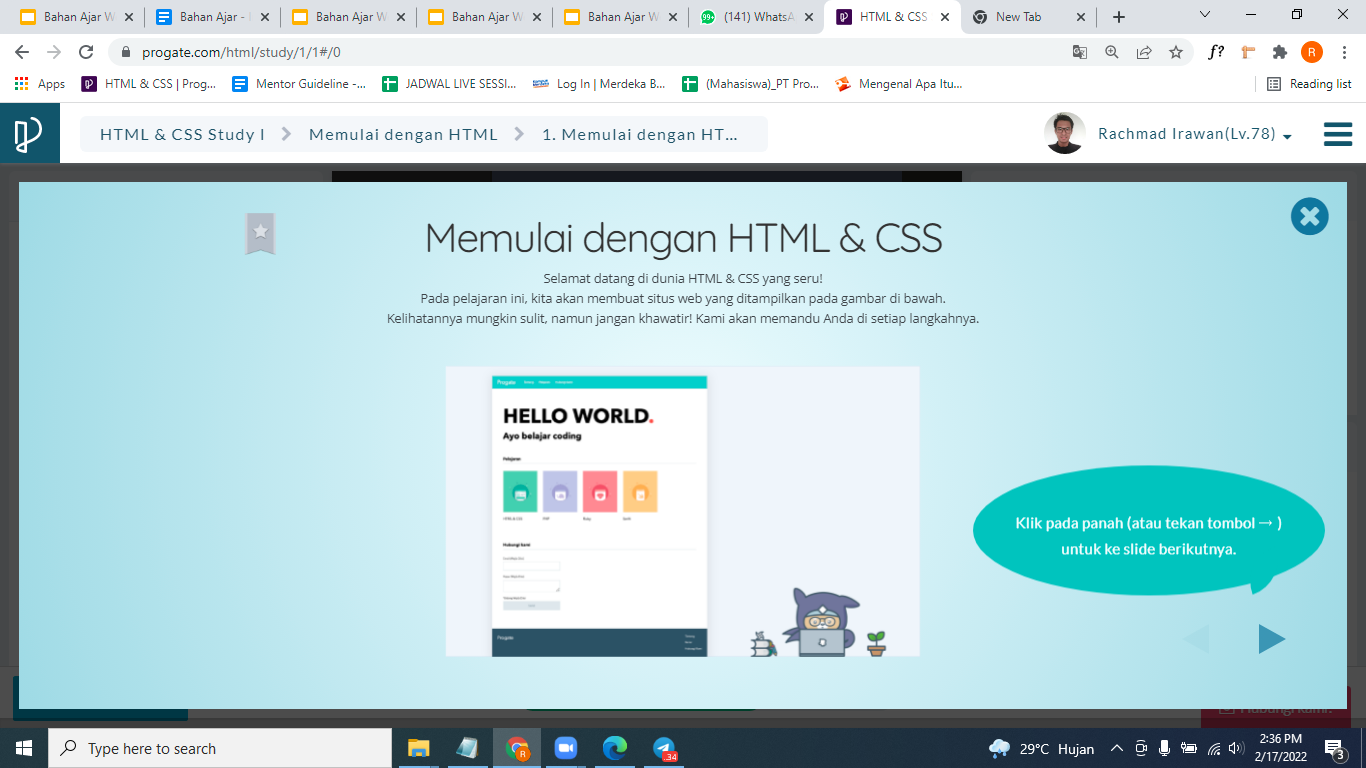 Bahan Ajar W
Bahan Ajar -
Bahan Ajar W
Bahan Ajar W
Bahan Ajar W
99+
(141) WhatsA
HTML & CSS
New Tab
progate.com/html/study/1/1#/0
f?
R
Apps
HTML & CSS | Prog...
Mentor Guideline -...
JADWAL LIVE SESSI...
Log In | Merdeka B...
(Mahasiswa)_PT Pro...
Mengenal Apa Itu...
Reading list
HTML & CSS Study I
Memulai dengan HTML
1. Memulai dengan HT...
Rachmad Irawan(Lv.78)
Memulai dengan HTML & CSS
Selamat datang di dunia HTML & CSS yang seru!
Pada pelajaran ini, kita akan membuat situs web yang ditampilkan pada gambar di bawah.
Kelihatannya mungkin sulit, namun jangan khawatir! Kami akan memandu Anda di setiap langkahnya.
Progate
HELLO WORLD.
Ayo belajar coding
Pelajaran
HTML & CSS
PHP
Ruby
Swift
Hubungi Kami
Progate
Klik pada panah (atau tekan tombol → )
untuk ke slide berikutnya.
Hubungi kami!
Type here to search
R
34
29°C Hujan
2:36 PM
2/17/2022
3